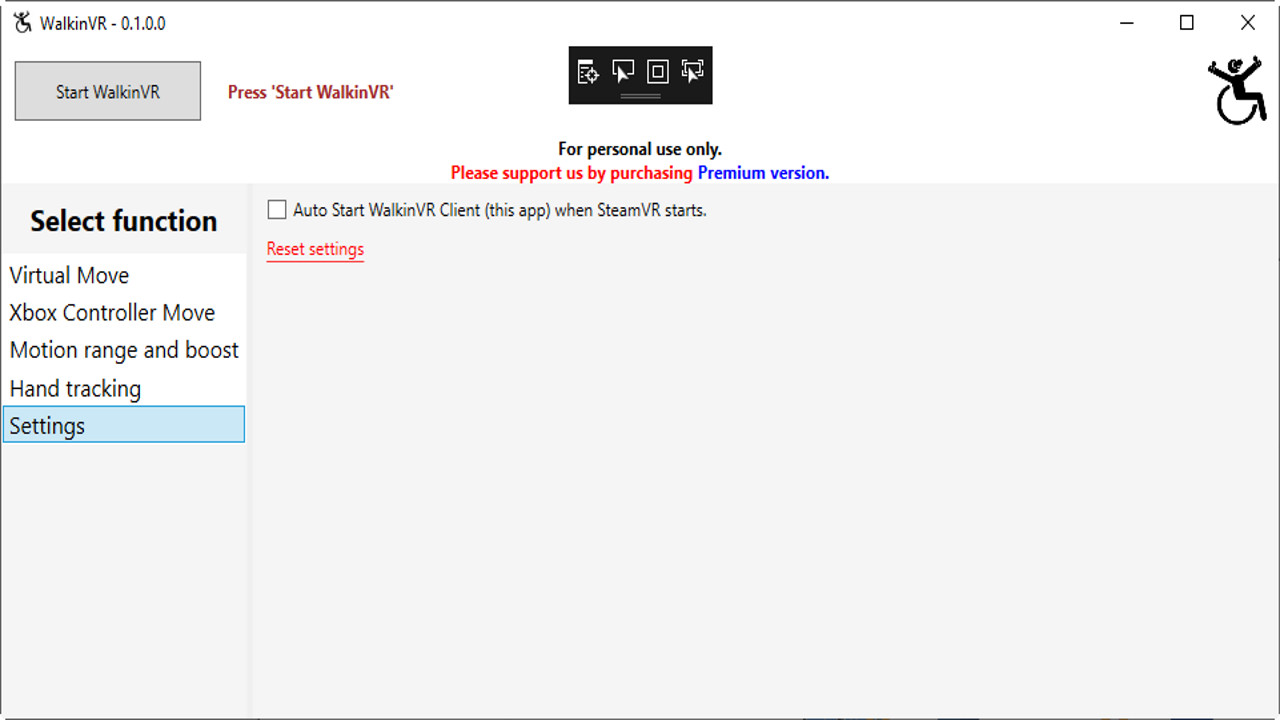 WalkinVR - 0.1.0.0
Start WalkinVR
Press 'Start WalkinVR'
For personal use only.
Please support us by purchasing Premium version.
Select function
Virtual Move
Xbox Controller Move
Motion range and boost
Hand tracking
Settings
Auto Start WalkinVR Client (this app) when SteamVR starts.
Reset settings